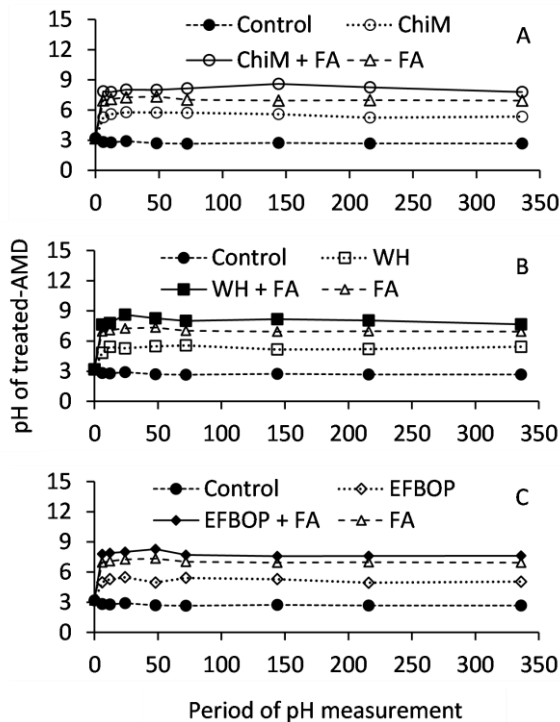 Control ChiM
ChiM + FA FA
A
15
12
9
6
3
0
0 50 100 150 200 250 300 350
Control WH
WH + FA FA
B
15
12
9
6
3
0
0 50 100 150 200 250 300 350
Control EFBOP
EFBOP + FA FA
C
15
12
9
6
3
0
0 50 100 150 200 250 300 350
pH of treated-AMD
Period of pH measurement